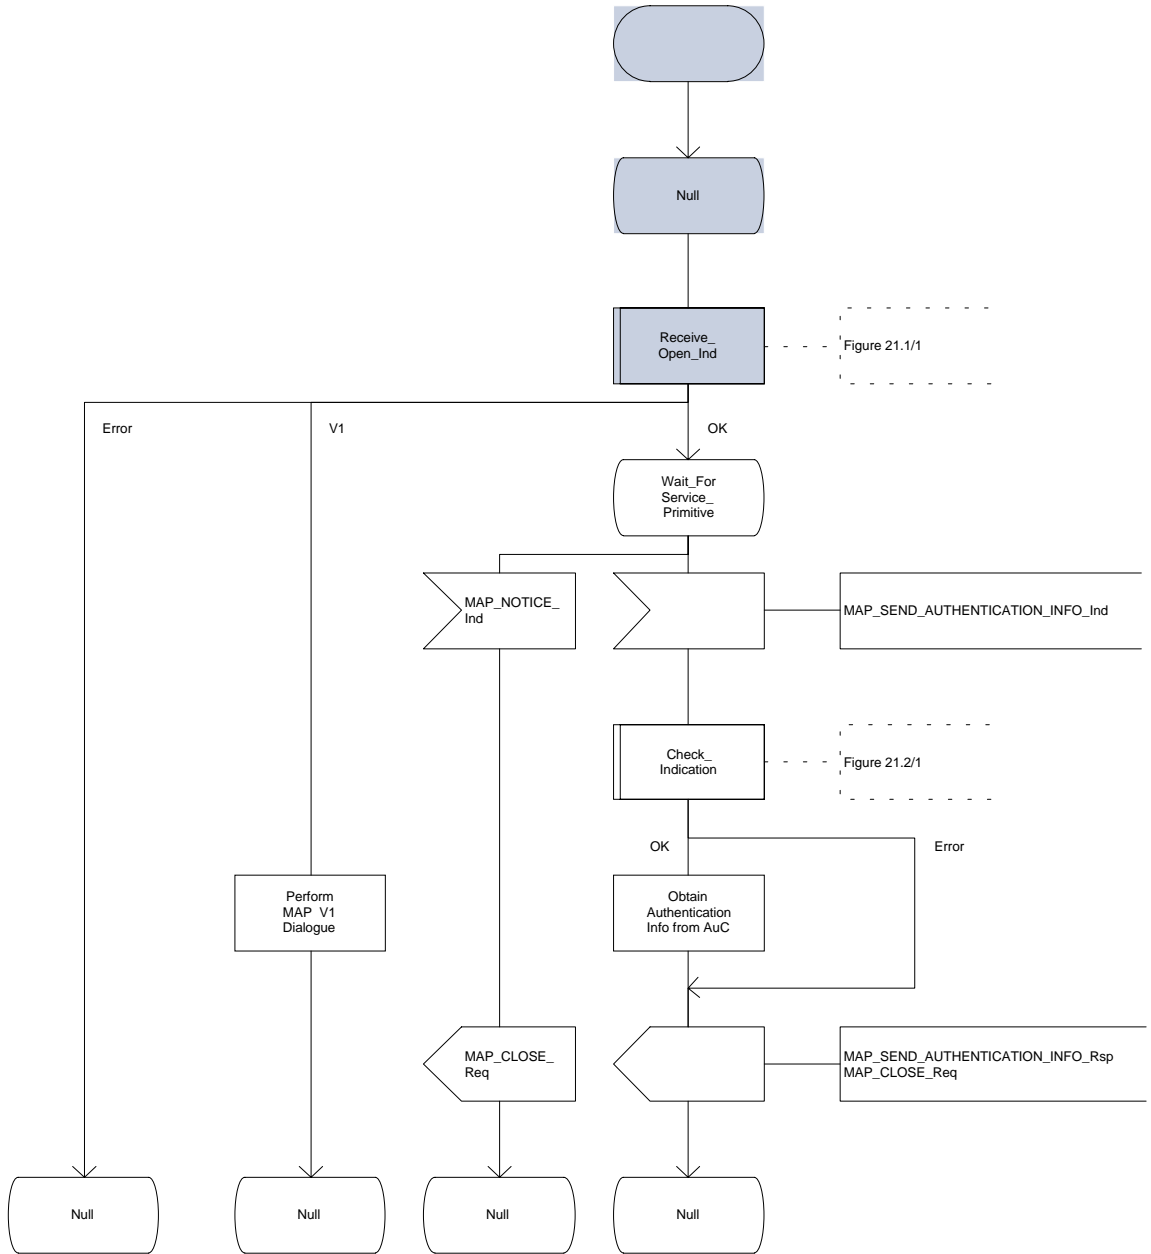 Null
Receive_
Open_Ind
Figure 21.1/1
Error
V1
OK
Wait_For
Service_
Primitive
MAP_NOTICE_
Ind
MAP_SEND_AUTHENTICATION_INFO_Ind
Check_
Indication
Figure 21.2/1
OK
Error
Perform
MAP V1
Dialogue
Obtain
Authentication
Info from AuC
MAP_CLOSE_
Req
MAP_SEND_AUTHENTICATION_INFO_Rsp
MAP_CLOSE_Req
Null
Null
Null
Null